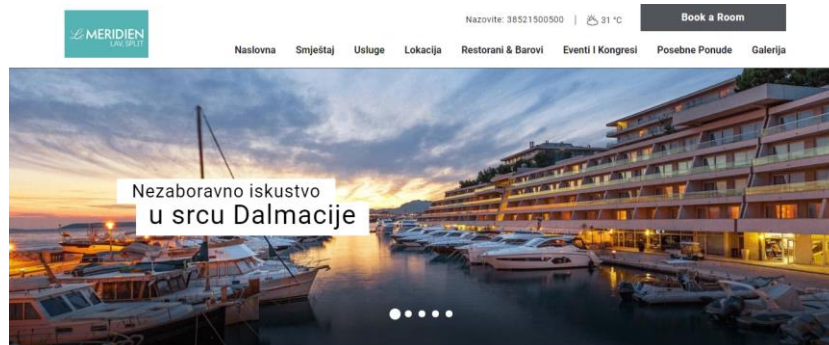 Nazovite: 38521500500 | 31 °C
Book a Room
Le MERIDIEN
LAV, SPLIT
Naslovna Smještaj Usluge Lokacija Restorani & Barovi Eventi I Kongresi Posebne Ponude Galerija
Nezaboravno iskustvo
u srcu Dalmacije